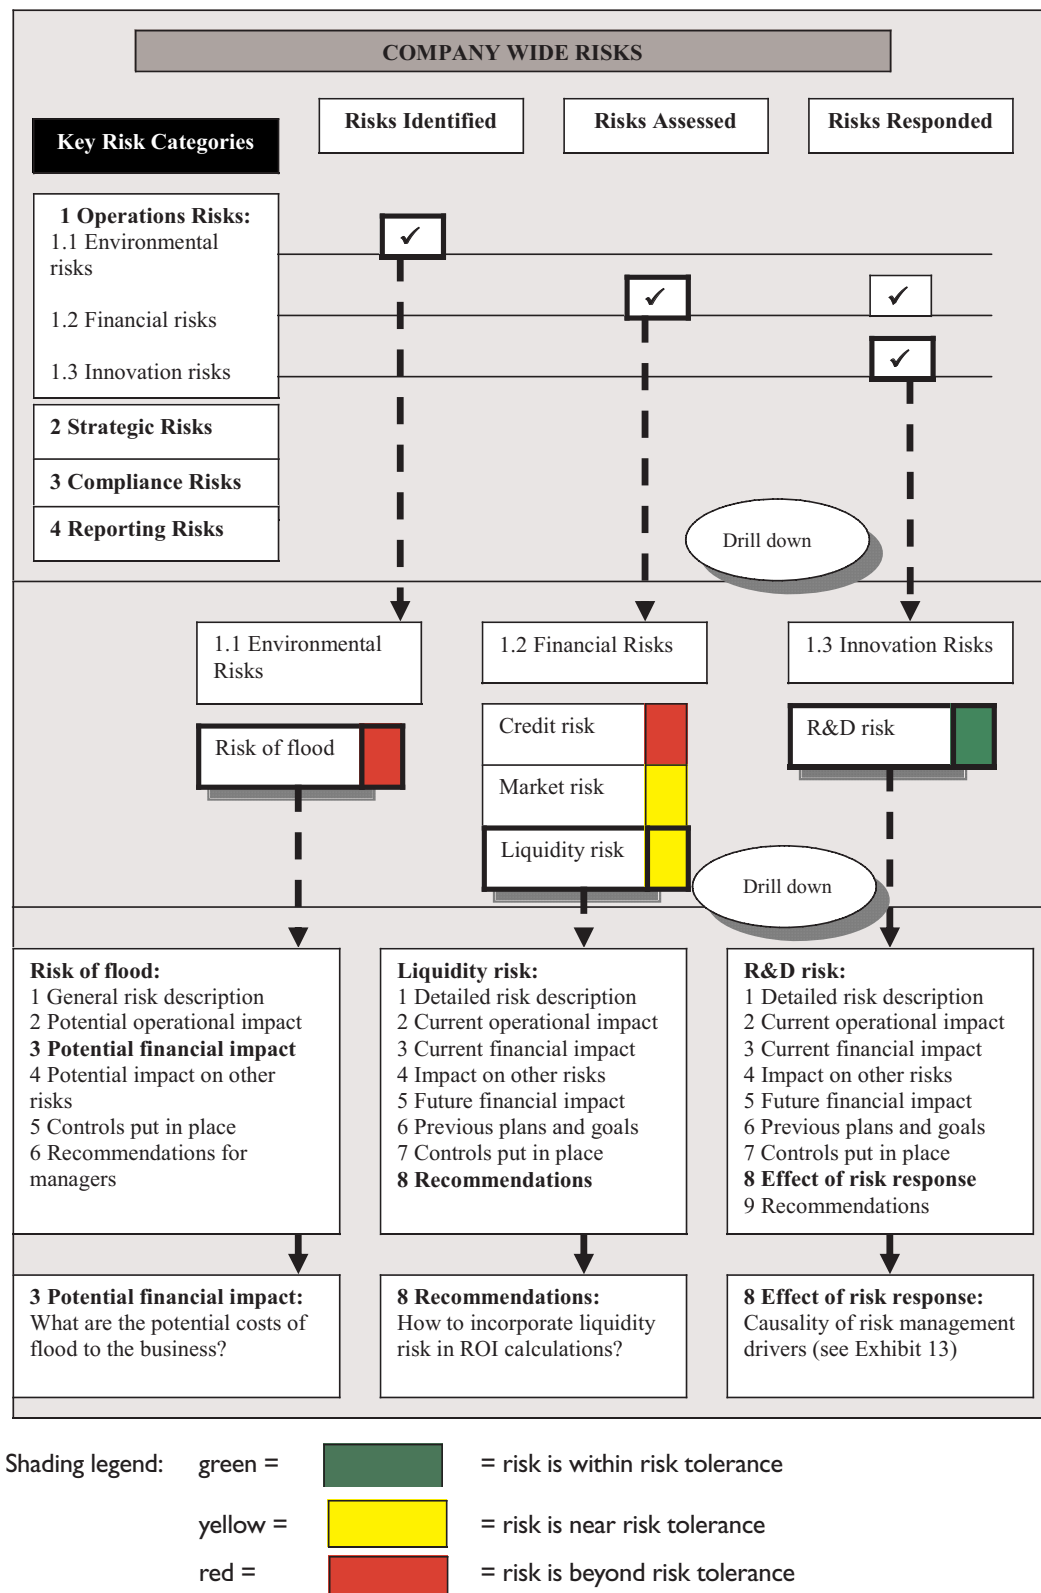 COMPANY WIDE RISKS
Risks Identified
Risks Assessed
Risks Responded
Key Risk Categories
1 Operations Risks:
1.1 Environmental
risks
1.2 Financial risks
1.3 Innovation risks
✓
✓
✓
✓
2 Strategic Risks
3 Compliance Risks
4 Reporting Risks
Drill down
1.1 Environmental
Risks
1.2 Financial Risks
1.3 Innovation Risks
Risk of flood
Credit risk
Market risk
Liquidity risk
R&D risk
Drill down
Risk of flood:
1 General risk description
2 Potential operational impact
3 Potential financial impact
4 Potential impact on other
risks
5 Controls put in place
6 Recommendations for
managers
Liquidity risk:
1 Detailed risk description
2 Current operational impact
3 Current financial impact
4 Impact on other risks
5 Future financial impact
6 Previous plans and goals
7 Controls put in place
8 Recommendations
R&D risk:
1 Detailed risk description
2 Current operational impact
3 Current financial impact
4 Impact on other risks
5 Future financial impact
6 Previous plans and goals
7 Controls put in place
8 Effect of risk response
9 Recommendations
3 Potential financial impact:
What are the potential costs of
flood to the business?
8 Recommendations:
How to incorporate liquidity
risk in ROI calculations?
8 Effect of risk response:
Causality of risk management
drivers (see Exhibit 13)
Shading legend: green = = risk is within risk tolerance
yellow = = risk is near risk tolerance
red = = risk is beyond risk tolerance